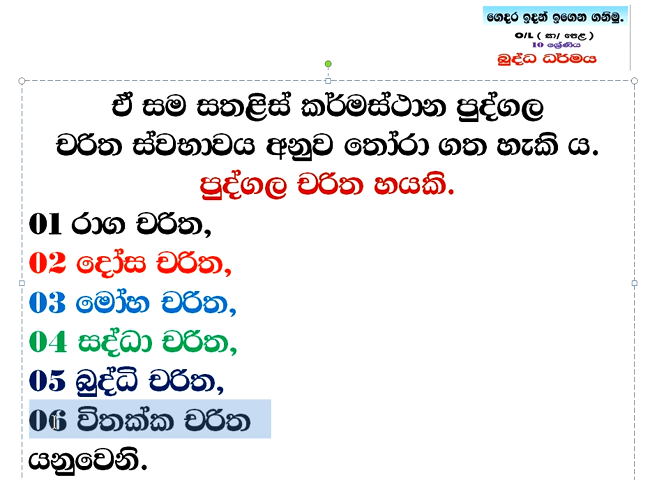 ගෙදර ඉදන් ඉගෙන ගනිමු.
O/L ( සා/ පෙළ )
10 ශ්‍රේණිය
බුද්ධ ධර්මය
ඒ සම සතළිස් කර්මස්ථාන පුද්ගල
චරිත ස්වභාවය අනුව තෝරා ගත හැකි ය.
පුද්ගල චරිත හයකි.
01 රාග චරිත,
02 දෝස චරිත,
03 මෝහ චරිත,
04 සද්ධා චරිත,
05 බුද්ධි චරිත,
06 විතක්ක චරිත
යනුවෙනි.